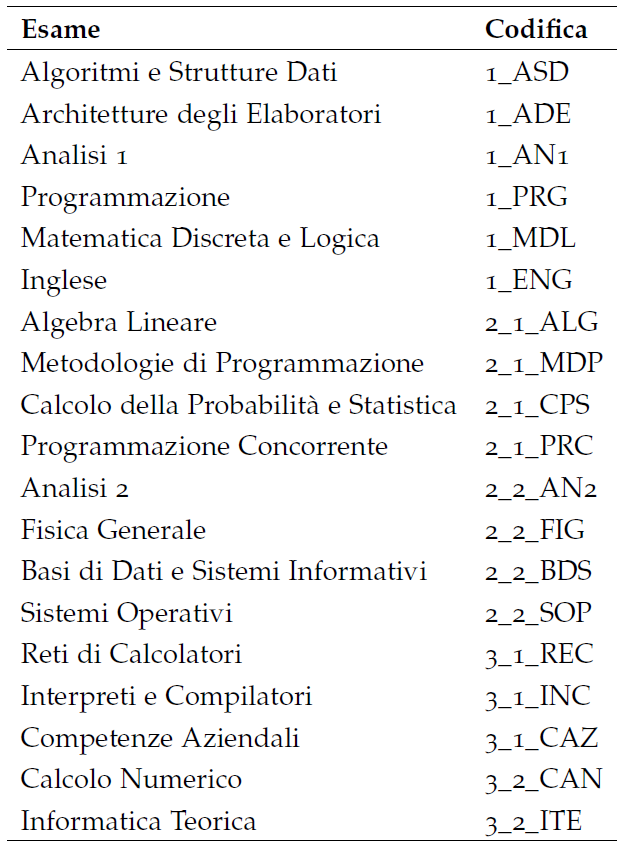 Esame Codifica
Algoritmi e Strutture Dati 1_ASD
Architetture degli Elaboratori 1_ADE
Analisi 1 1_AN1
Programmazione 1_PRG
Matematica Discreta e Logica 1_MDL
Inglese 1_ENG
Algebra Lineare 2_1_ALG
Metodologie di Programmazione 2_1_MDP
Calcolo della Probabilità e Statistica 2_1_CPS
Programmazione Concorrente 2_1_PRC
Analisi 2 2_2_AN2
Fisica Generale 2_2_FIG
Basi di Dati e Sistemi Informativi 2_2_BDS
Sistemi Operativi 2_2_SOP
Reti di Calcolatori 3_1_REC
Interpreti e Compilatori 3_1_INC
Competenze Aziendali 3_1_CAZ
Calcolo Numerico 3_2_CAN
Informatica Teorica 3_2_ITE